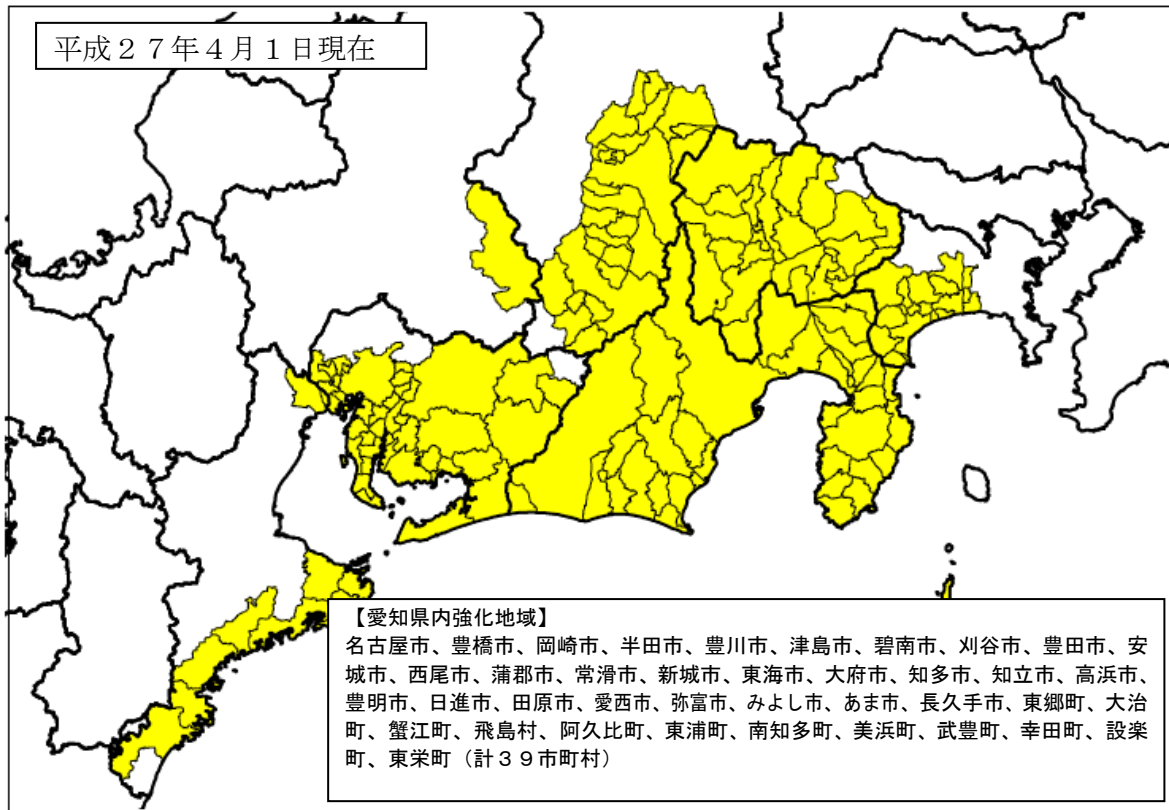 平成２７年４月１日現在
【愛知県内強化地域】
名古屋市、豊橋市、岡崎市、半田市、豊川市、津島市、碧南市、刈谷市、豊田市、安
城市、西尾市、蒲郡市、常滑市、新城市、東海市、大府市、知多市、知立市、高浜市、
豊明市、日進市、田原市、愛西市、弥富市、みよし市、あま市、長久手市、東郷町、大治
町、蟹江町、飛島村、阿久比町、東浦町、南知多町、美浜町、武豊町、幸田町、設楽
町、東栄町（計３９市町村）